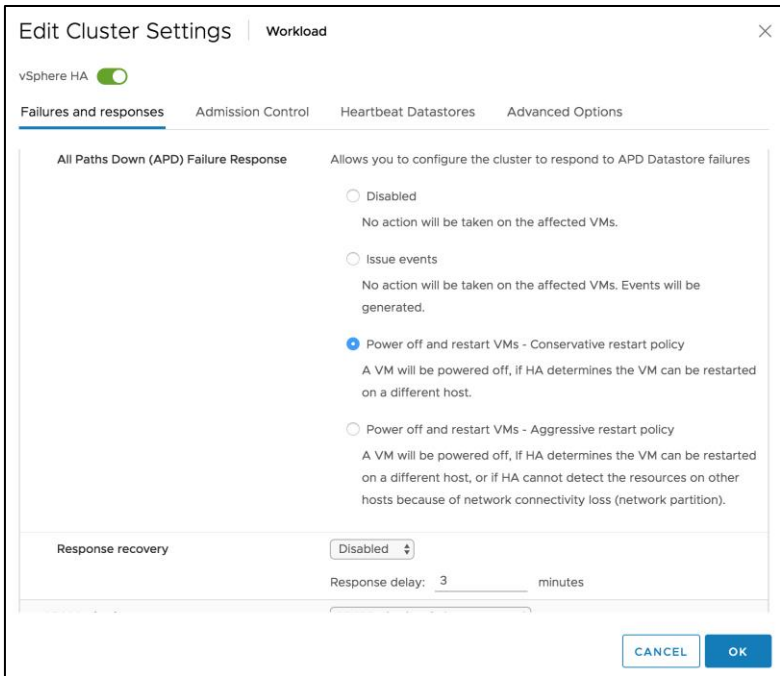 Edit Cluster Settings Workload
vSphere HA
Failures and responses Admission Control Heartbeat Datastores Advanced Options
All Paths Down (APD) Failure Response Allows you to configure the cluster to respond to APD Datastore failures
Disabled
No action will be taken on the affected VMs.
Issue events
No action will be taken on the affected VMs. Events will be
generated.
Power off and restart VMs - Conservative restart policy
A VM will be powered off, if HA determines the VM can be restarted
on a different host.
Power off and restart VMs - Aggressive restart policy
A VM will be powered off, If HA determines the VM can be restarted
on a different host, or if HA cannot detect the resources on other
hosts because of network connectivity loss (network partition).
Response recovery Disabled
Response delay: 3 minutes
CANCEL OK